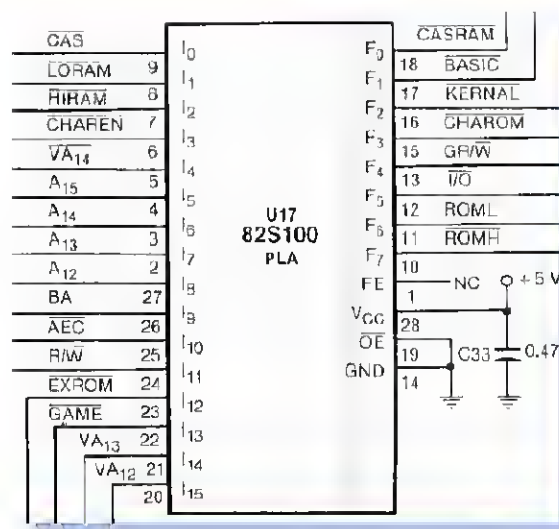 CAS I0 F0 CASRAM
LORAM 9 I1 F1 18 BASIC
HIRAM 8 I2 F2 17 KERNAL
CHAREN 7 I3 F3 16 CHAROM
VA14 6 I4 F4 15 GR/W
A15 5 I5 F5 13 I/O
A14 4 I6 F6 12 ROML
A13 3 I7 F7 11 ROMH
A12 2 I8 FE 10 NC +5 V
BA 27 I9 VCC 1
AEC 26 I10 OE 28
R/W 25 I11 GND 19 C33 0.47
EXROM 24 I12 14
GAME 23 I13
VA13 22 I14
VA12 21 I15
20
U17
82S100
PLA